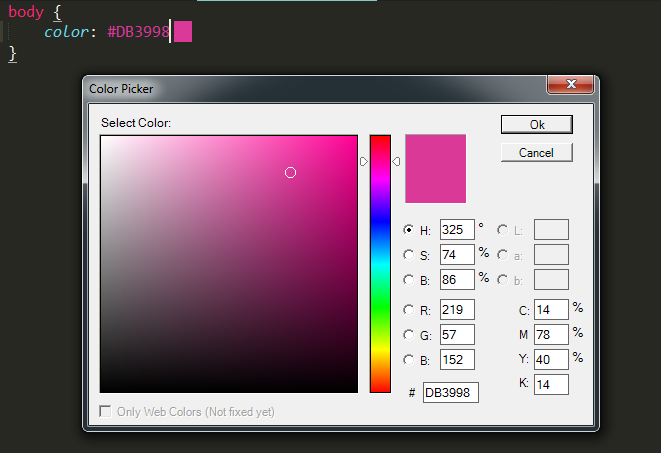 body {
color: #DB3998
}
Color Picker
Select Color:
Ok
Cancel
H: 325 °
L:
S: 74 %
a:
B: 86 %
b:
R: 219
C: 14 %
G: 57
M 78 %
B: 152
Y: 40 %
# DB3998
K: 14
Only Web Colors (Not fixed yet)